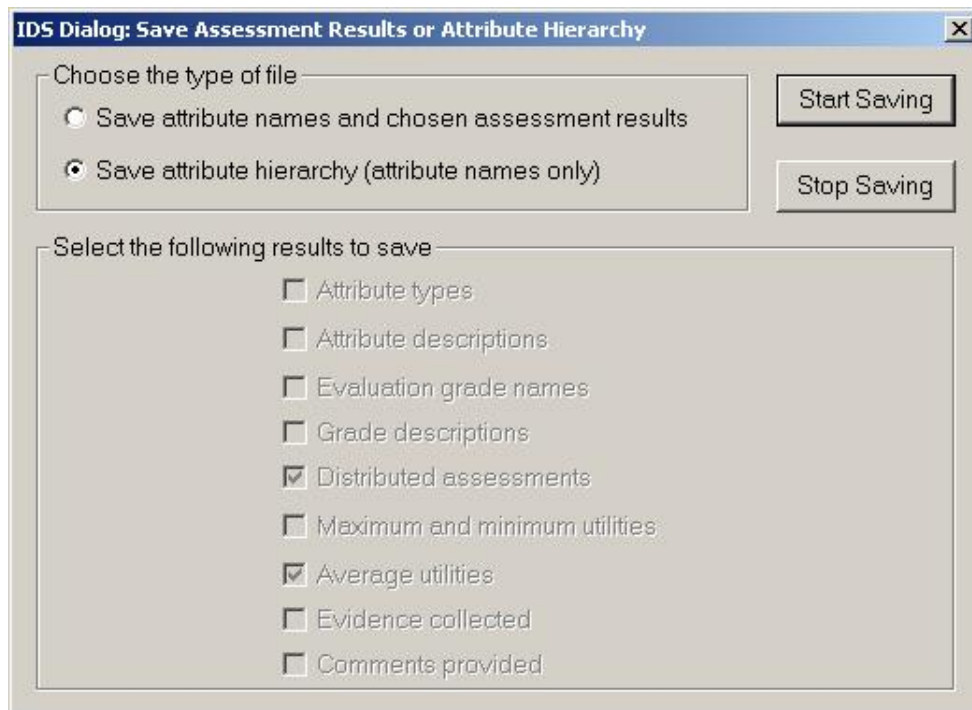 IDS Dialog: Save Assessment Results or Attribute Hierarchy
Choose the type of file
Save attribute names and chosen assessment results
Save attribute hierarchy (attribute names only)
Start Saving
Stop Saving
Select the following results to save
Attribute types
Attribute descriptions
Evaluation grade names
Grade descriptions
Distributed assessments
Maximum and minimum utilities
Average utilities
Evidence collected
Comments provided